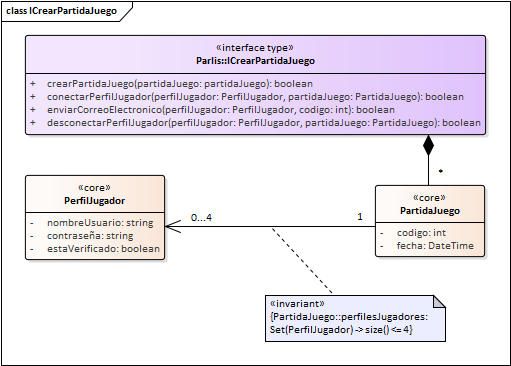 class ICrearPartidaJuego
«interface type»
Parlis::ICrearPartidaJuego
+ crearPartidaJuego(partidaJuego: partidaJuego): boolean
+ conectarPerfilJugador(perfilJugador: PerfilJugador, partidaJuego: PartidaJuego): boolean
+ enviarCorreoElectronico(perfilJugador: PerfilJugador, codigo: int): boolean
+ desconectarPerfilJugador(perfilJugador: PerfilJugador, partidaJuego: PartidaJuego): boolean
*
«core»
PerfilJugador
- nombreUsuario: string
- contraseña: string
- estaVerificado: boolean
0...4
1
«core»
PartidaJuego
- codigo: int
- fecha: DateTime
«invariant»
{PartidaJuego::perfilesJugadores:
Set(PerfilJugador) -> size() <= 4}